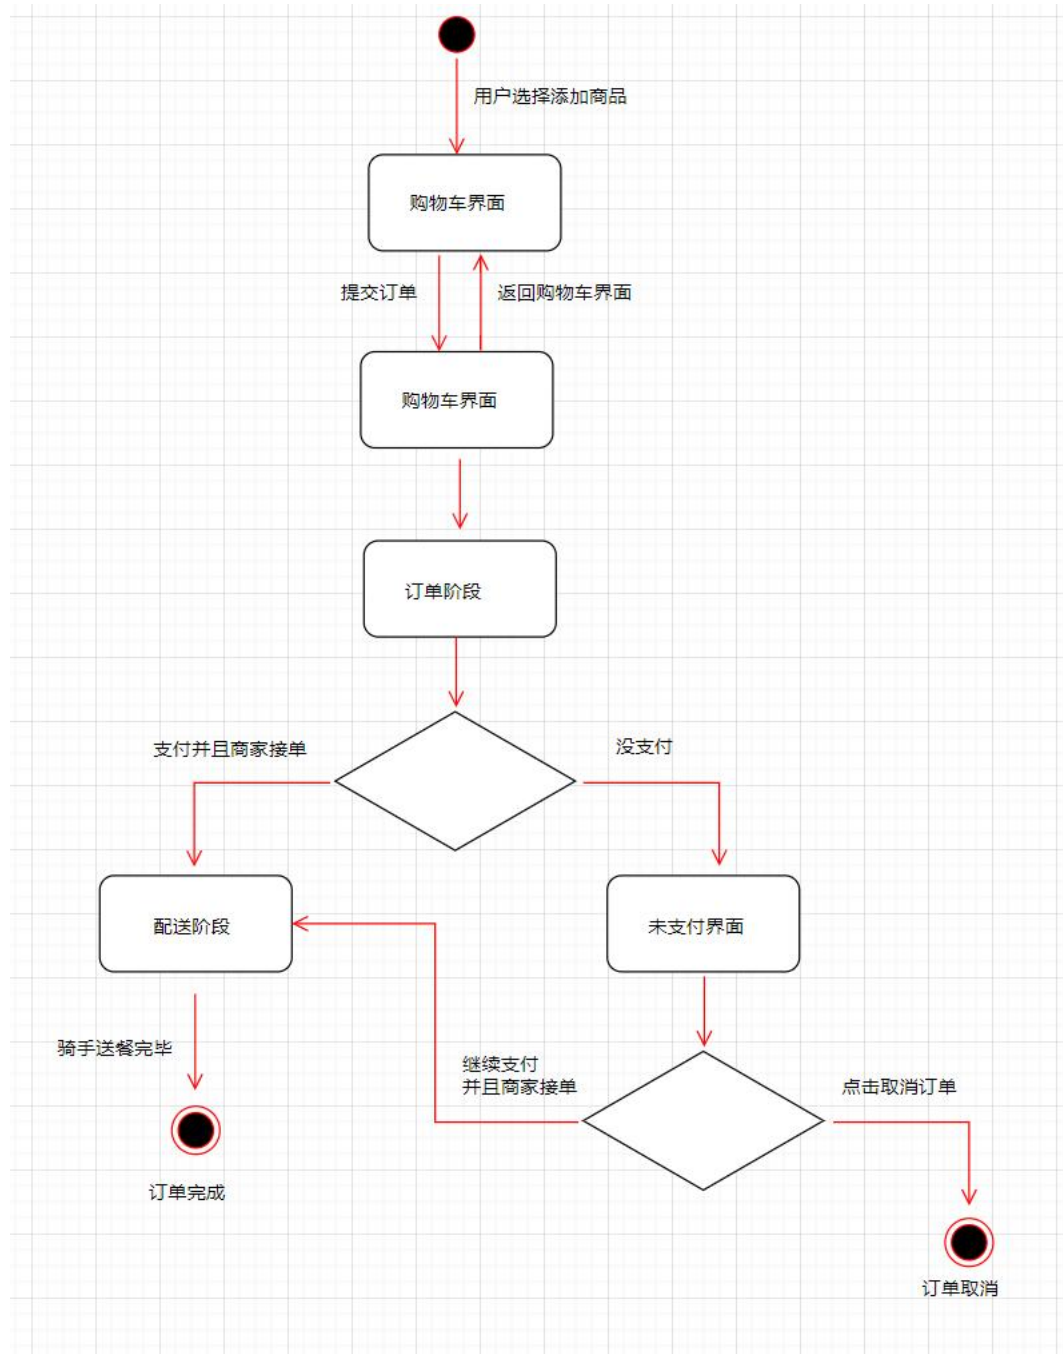 用户选择添加商品
购物车界面
提交订单
返回购物车界面
购物车界面
订单阶段
支付并且商家接单
没支付
配送阶段
未支付界面
骑手送餐完毕
继续支付
并且商家接单
点击取消订单
订单完成
订单取消